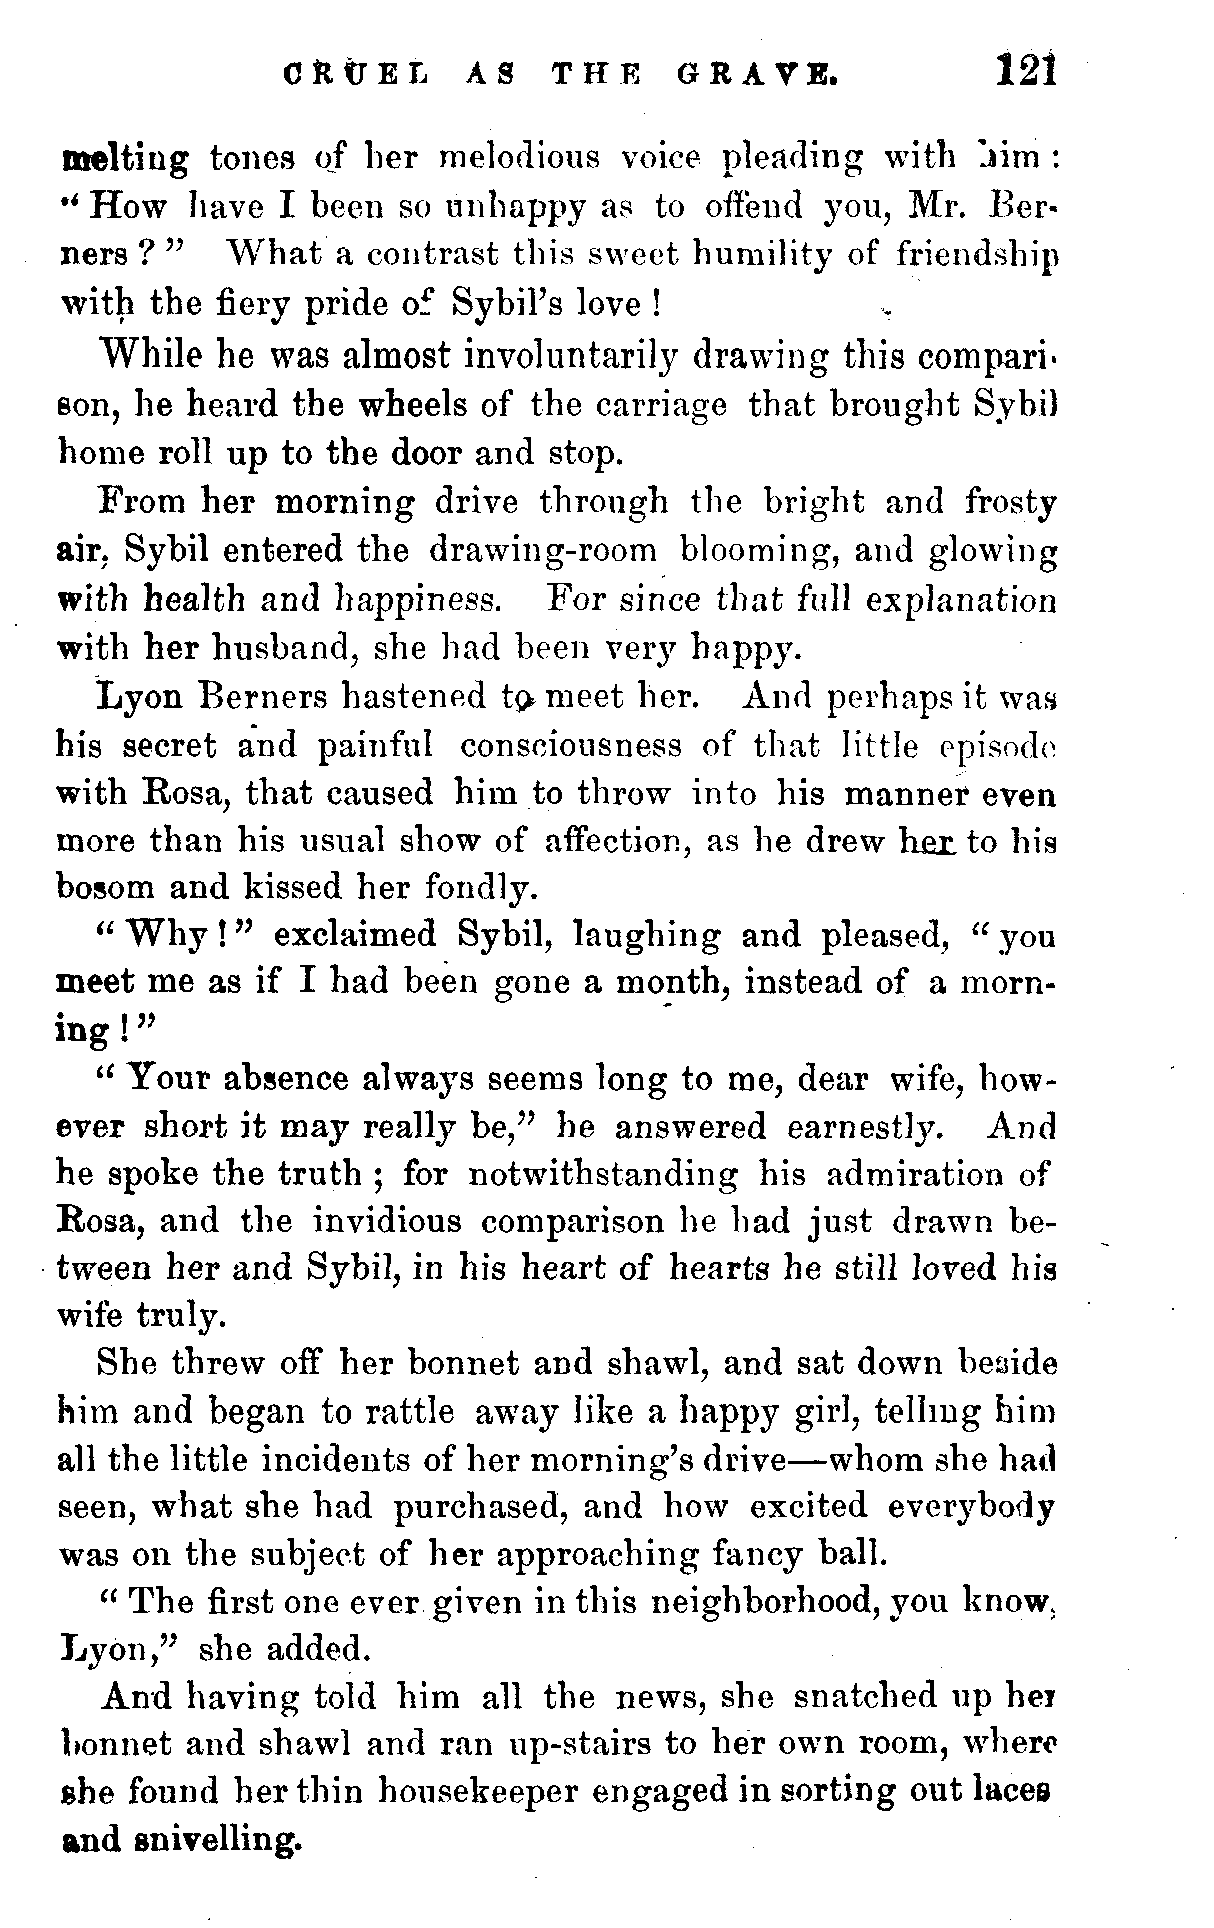 CRUEL AS THE GRAVE. 121
melting tones of her melodious voice pleading with him :
“ How have I been so unhappy as to offend you, Mr. Ber-
ners ? ” What a contrast this sweet humility of friendship
with the fiery pride of Sybil’s love !
While he was almost involuntarily drawing this compari-
son, he heard the wheels of the carriage that brought Sybil
home roll up to the door and stop.
From her morning drive through the bright and frosty
air, Sybil entered the drawing-room blooming, and glowing
with health and happiness. For since that full explanation
with her husband, she had been very happy.
Lyon Berners hastened to meet her. And perhaps it was
his secret and painful consciousness of that little episode
with Rosa, that caused him to throw into his manner even
more than his usual show of affection, as he drew her to his
bosom and kissed her fondly.
“ Why ! ” exclaimed Sybil, laughing and pleased, “ you
meet me as if I had been gone a month, instead of a morn-
ing ! ”
“ Your absence always seems long to me, dear wife, how-
ever short it may really be,” he answered earnestly. And
he spoke the truth ; for notwithstanding his admiration of
Rosa, and the invidious comparison he had just drawn be-
tween her and Sybil, in his heart of hearts he still loved his
wife truly.
She threw off her bonnet and shawl, and sat down beside
him and began to rattle away like a happy girl, telling him
all the little incidents of her morning’s drive—whom she had
seen, what she had purchased, and how excited everybody
was on the subject of her approaching fancy ball.
“ The first one ever given in this neighborhood, you know,
Lyon,” she added.
And having told him all the news, she snatched up her
bonnet and shawl and ran up-stairs to her own room, where
she found her thin housekeeper engaged in sorting out laces
and snivelling.